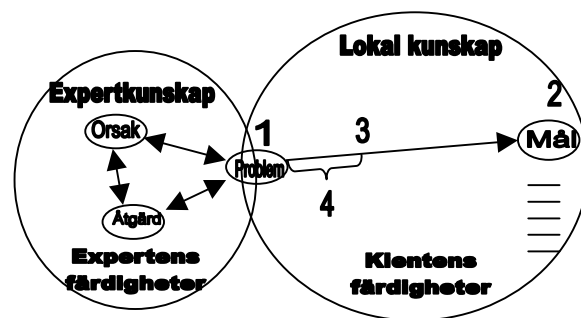 Lokal kunskap
Expertkunskap
Orsak
1
Problem
Åtgärd
3
4
2
Mål
Expertens
färdigheter
Klientens
färdigheter